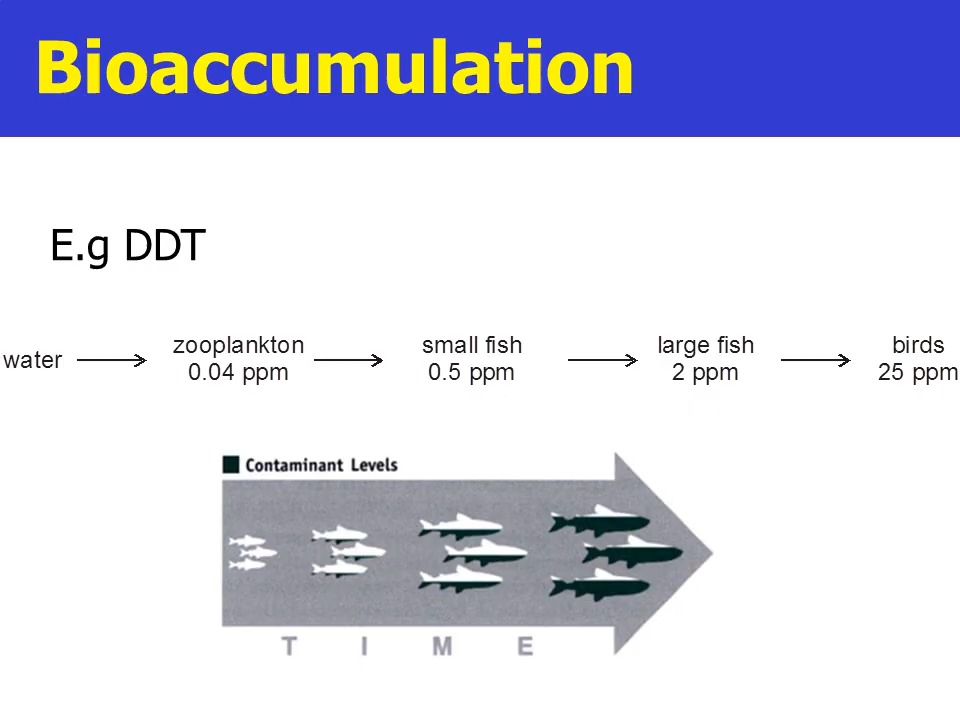 Bioaccumulation
E.g DDT
water
zooplankton
0.04 ppm
small fish
0.5 ppm
large fish
2 ppm
birds
25 ppm
Contaminant Levels
T I M E